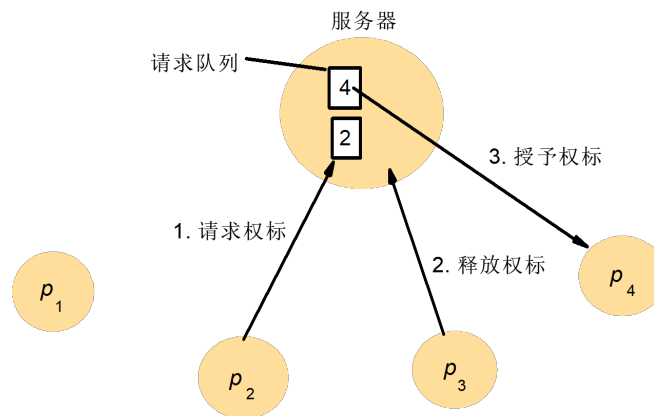 服务器
请求队列
4
2
3. 授予权标
1. 请求权标
2. 释放权标
p1
p2
p3
p4